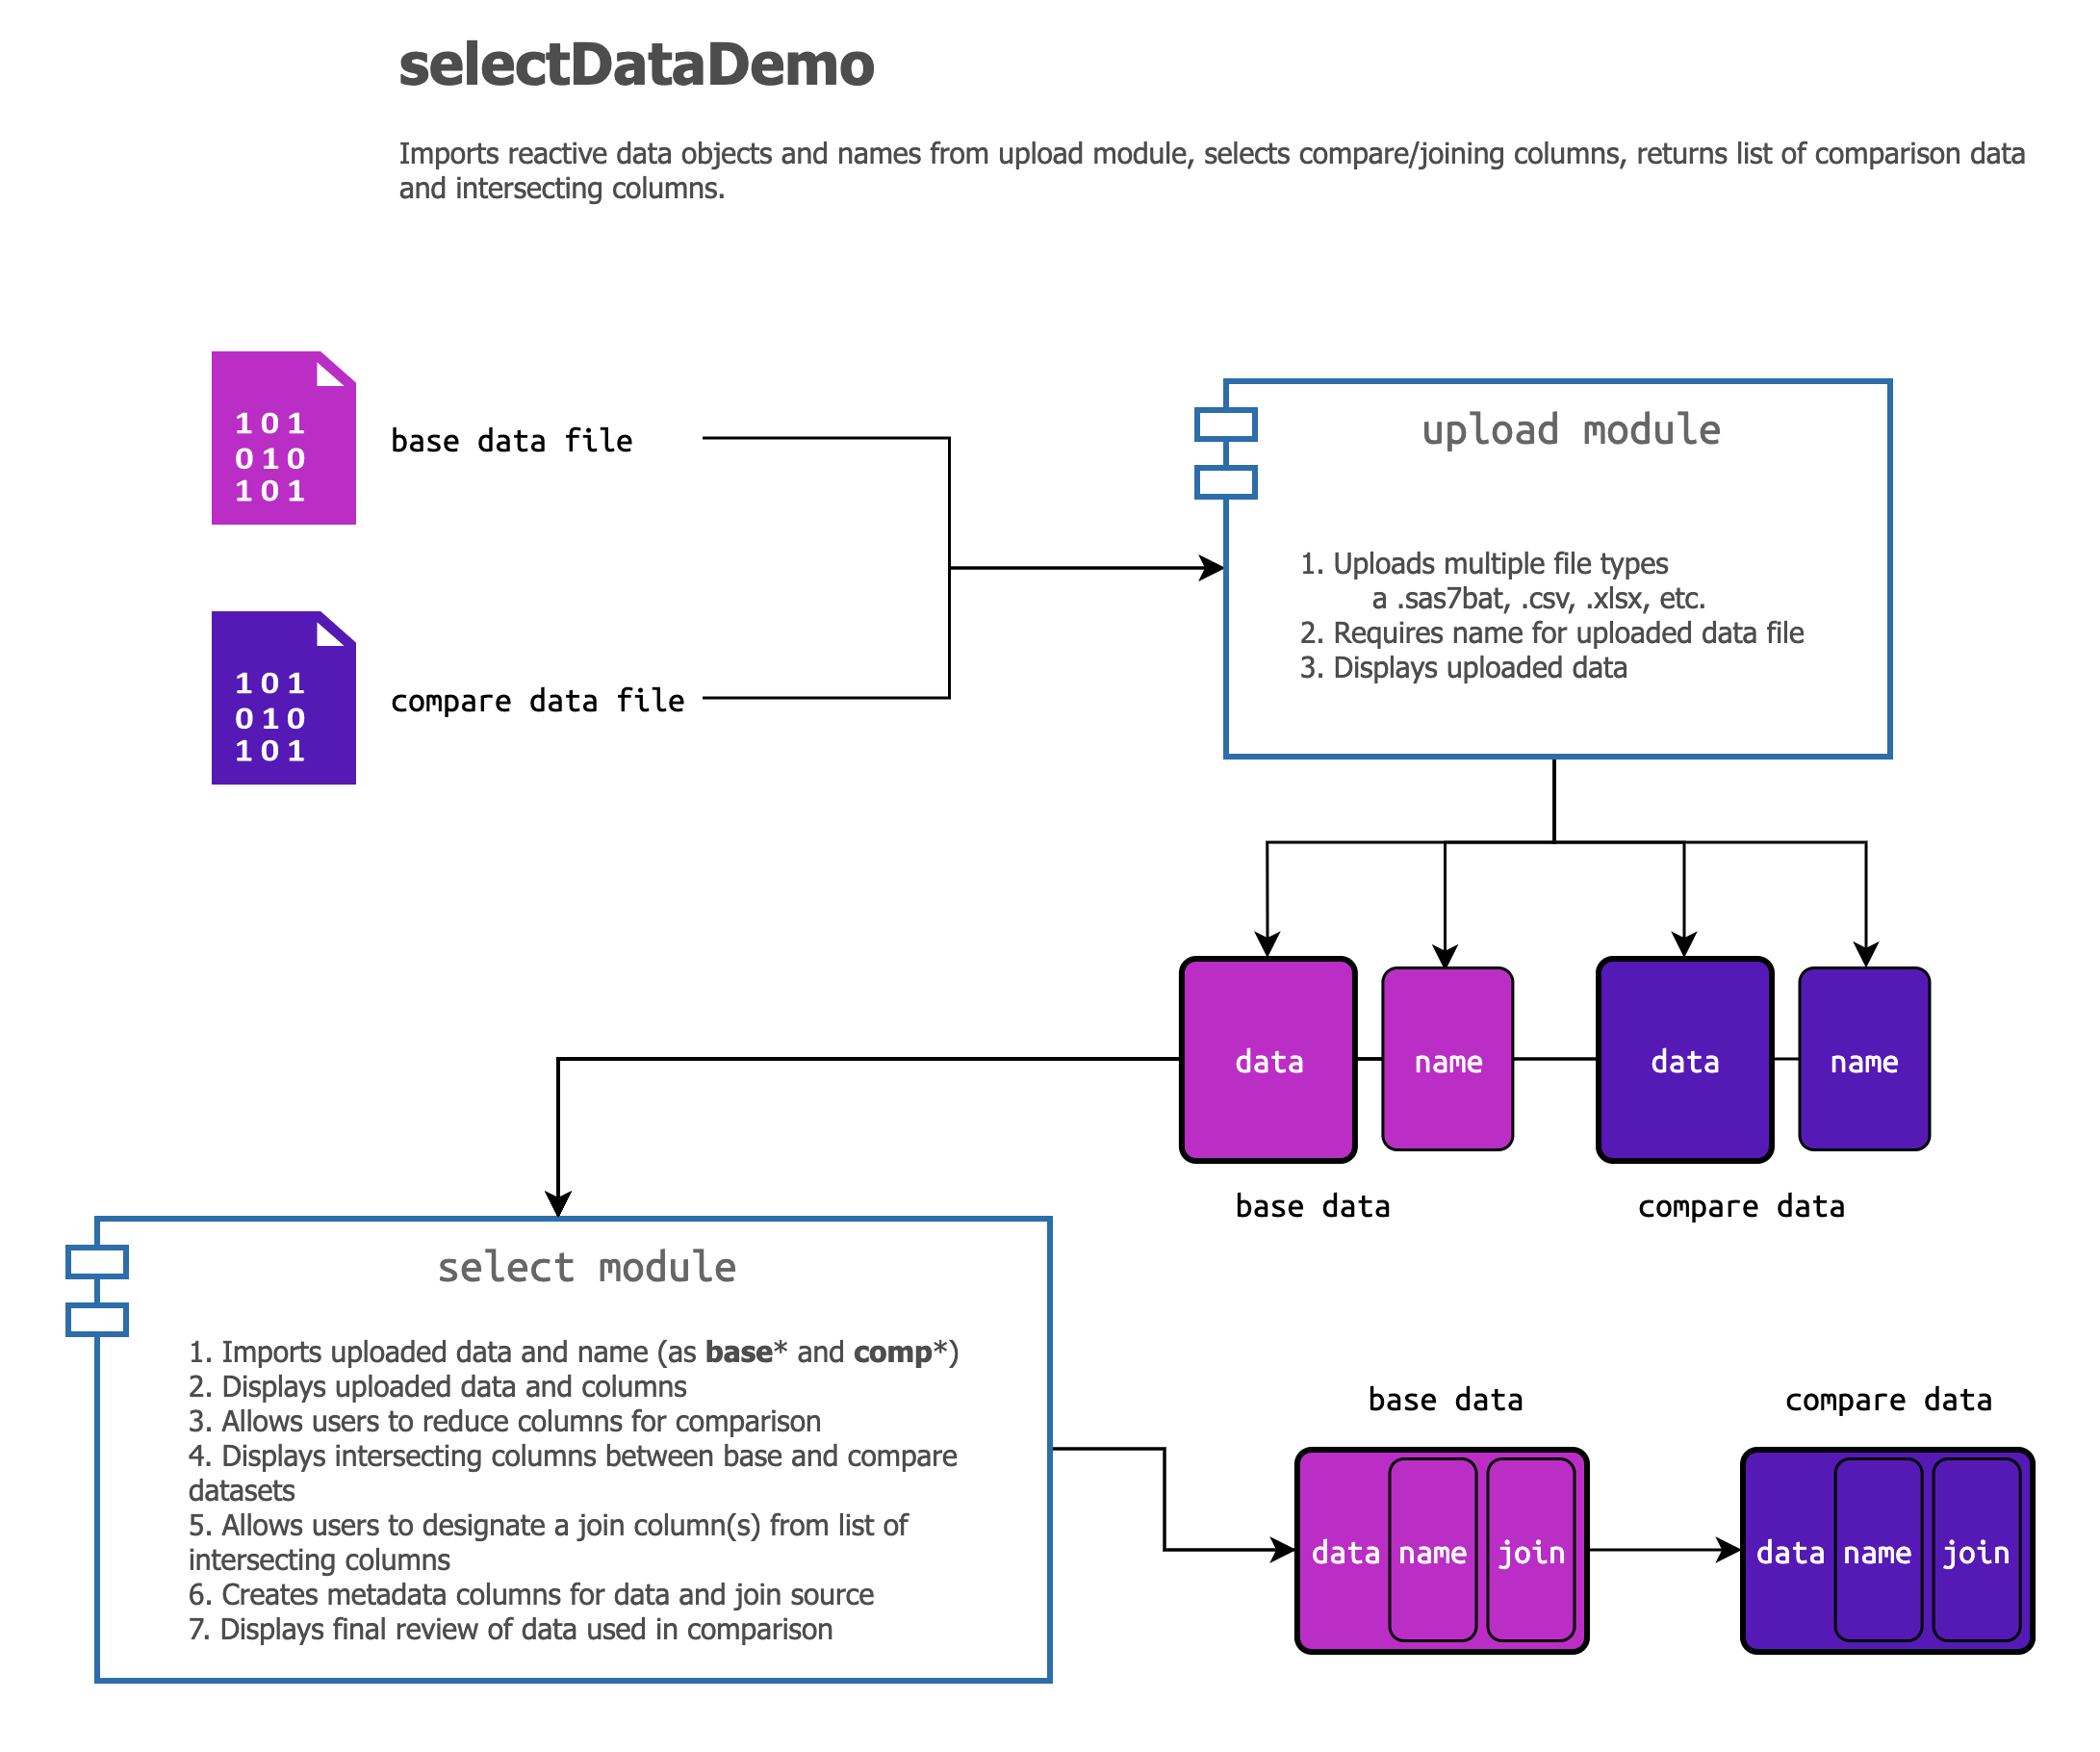 selectDataDemo
Imports reactive data objects and names from upload module, selects compare/joining columns, returns list of comparison data
and intersecting columns.
101
010
101
base data file
upload module
1. Uploads multiple file types
a .sas7bat, .csv, .xlsx, etc.
2. Requires name for uploaded data file
3. Displays uploaded data
101
010
101
compare data file
data
name
data
name
base data
compare data
select module
1. Imports uploaded data and name (as base* and comp*)
2. Displays uploaded data and columns
3. Allows users to reduce columns for comparison
4. Displays intersecting columns between base and compare
datasets
5. Allows users to designate a join column(s) from list of
intersecting columns
6. Creates metadata columns for data and join source
7. Displays final review of data used in comparison
base data
compare data
data
name
join
data
name
join